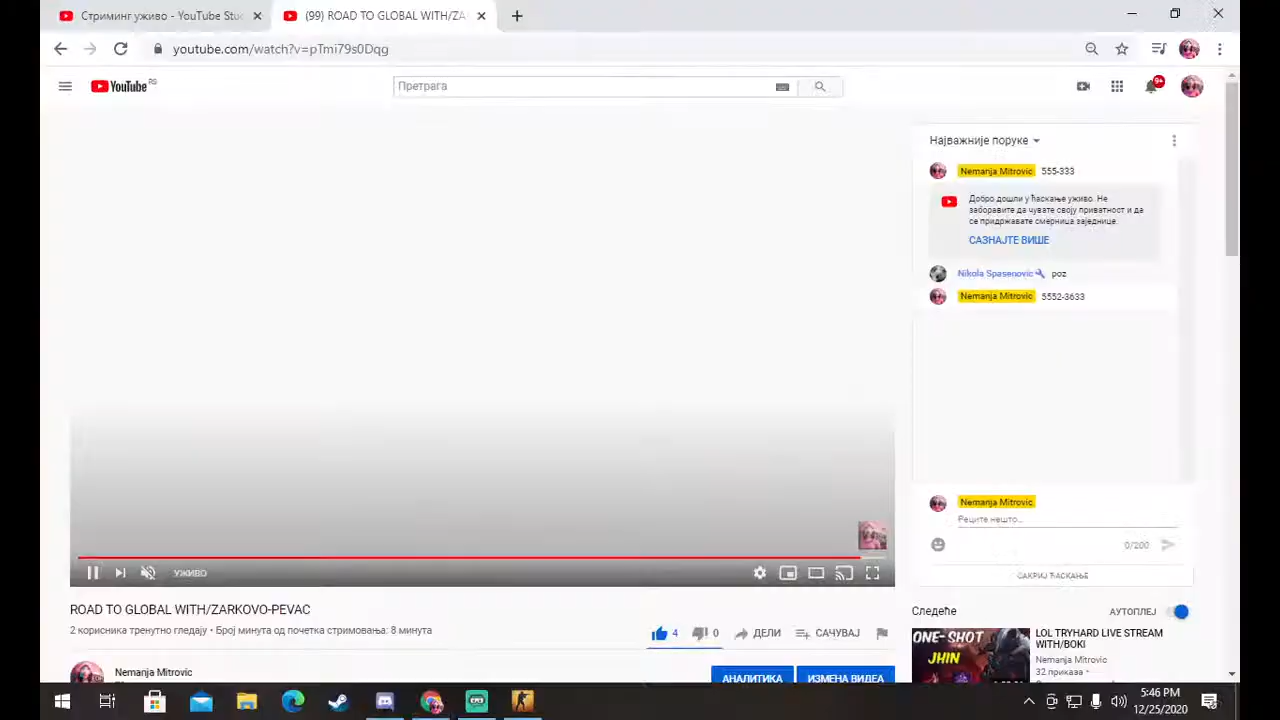 Стриминг уживо - YouTube Stu
(99) ROAD TO GLOBAL WITH/ZA
youtube.com/watch?v=pTmi79s0Dqg
YouTube RS
Претрага
9+
Најважније поруке
Nemanja Mitrovic 555-333
Добро дошли у ћаскање уживо. Не
заборавите да чувате своју приватност и да
се придржавате смерница заједнице.
САЗНАЈТЕ ВИШЕ
Nikola Spasenovic poz
Nemanja Mitrovic 5552-3633
Nemanja Mitrovic
Реците нешто...
0/200
САКРИЈ ЋАСКАЊЕ
УЖИВО
ROAD TO GLOBAL WITH/ZARKOVO-PEVAC
2 корисника тренутно гледају • Број минута од почетка стримовања: 8 минута
4 0 ДЕЛИ САЧУВАЈ
Nemanja Mitrovic
АНАЛИТИКА ИЗМЕНА ВИДЕА
Следеће АУТОПЛЕЈ
ONE-SHOT
JHIN
LOL TRYHARD LIVE STREAM
WITH/BOKI
Nemanja Mitrovic
32 приказа •
5:46 PM
12/25/2020